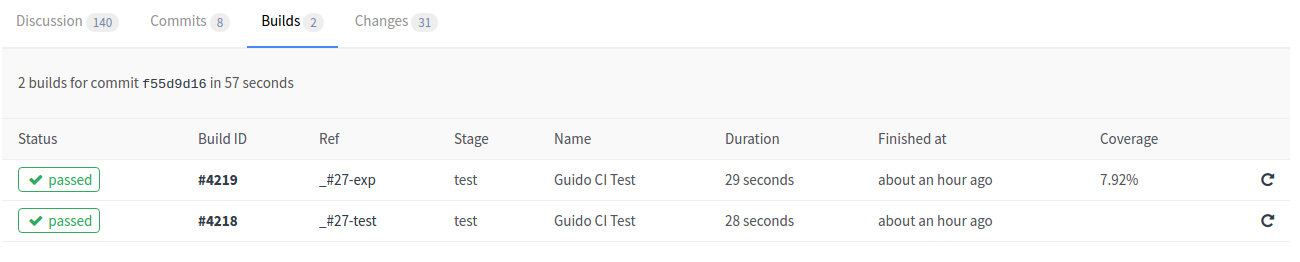 Discussion 140 Commits 8 Builds 2 Changes 31
2 builds for commit f55d9d16 in 57 seconds
Status Build ID Ref Stage Name Duration Finished at Coverage
passed #4219 _#27-exp test Guido CI Test 29 seconds about an hour ago 7.92%
passed #4218 _#27-test test Guido CI Test 28 seconds about an hour ago